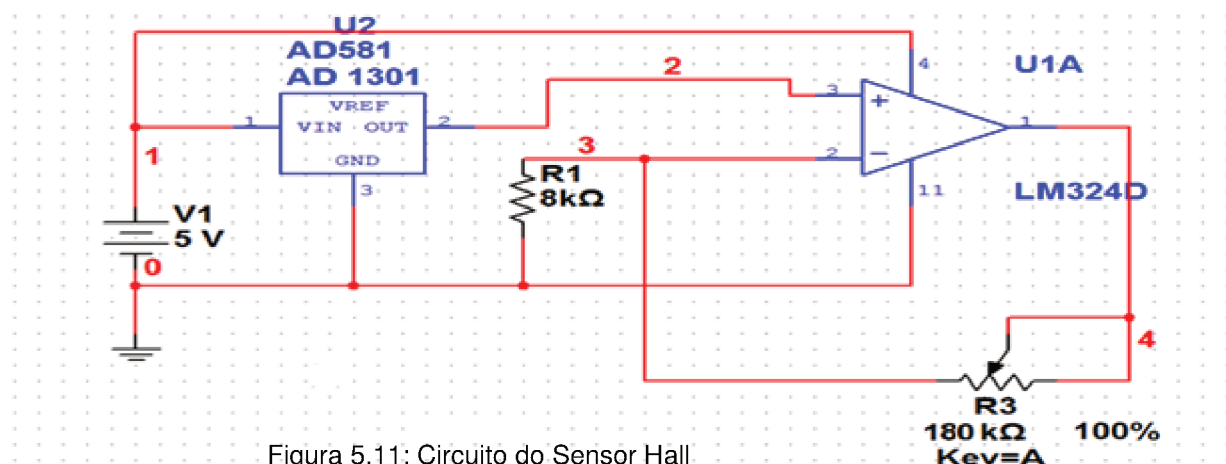 U2
AD581
AD 1301
VREF
VIN OUT
GND
1
2
3
1
V1
5 V
0
2
3
R1
8kΩ
3
2
4
11
1
U1A
LM324D
4
R3
180 kΩ 100%
Key=A
Figura 5.11: Circuito do Sensor Hall